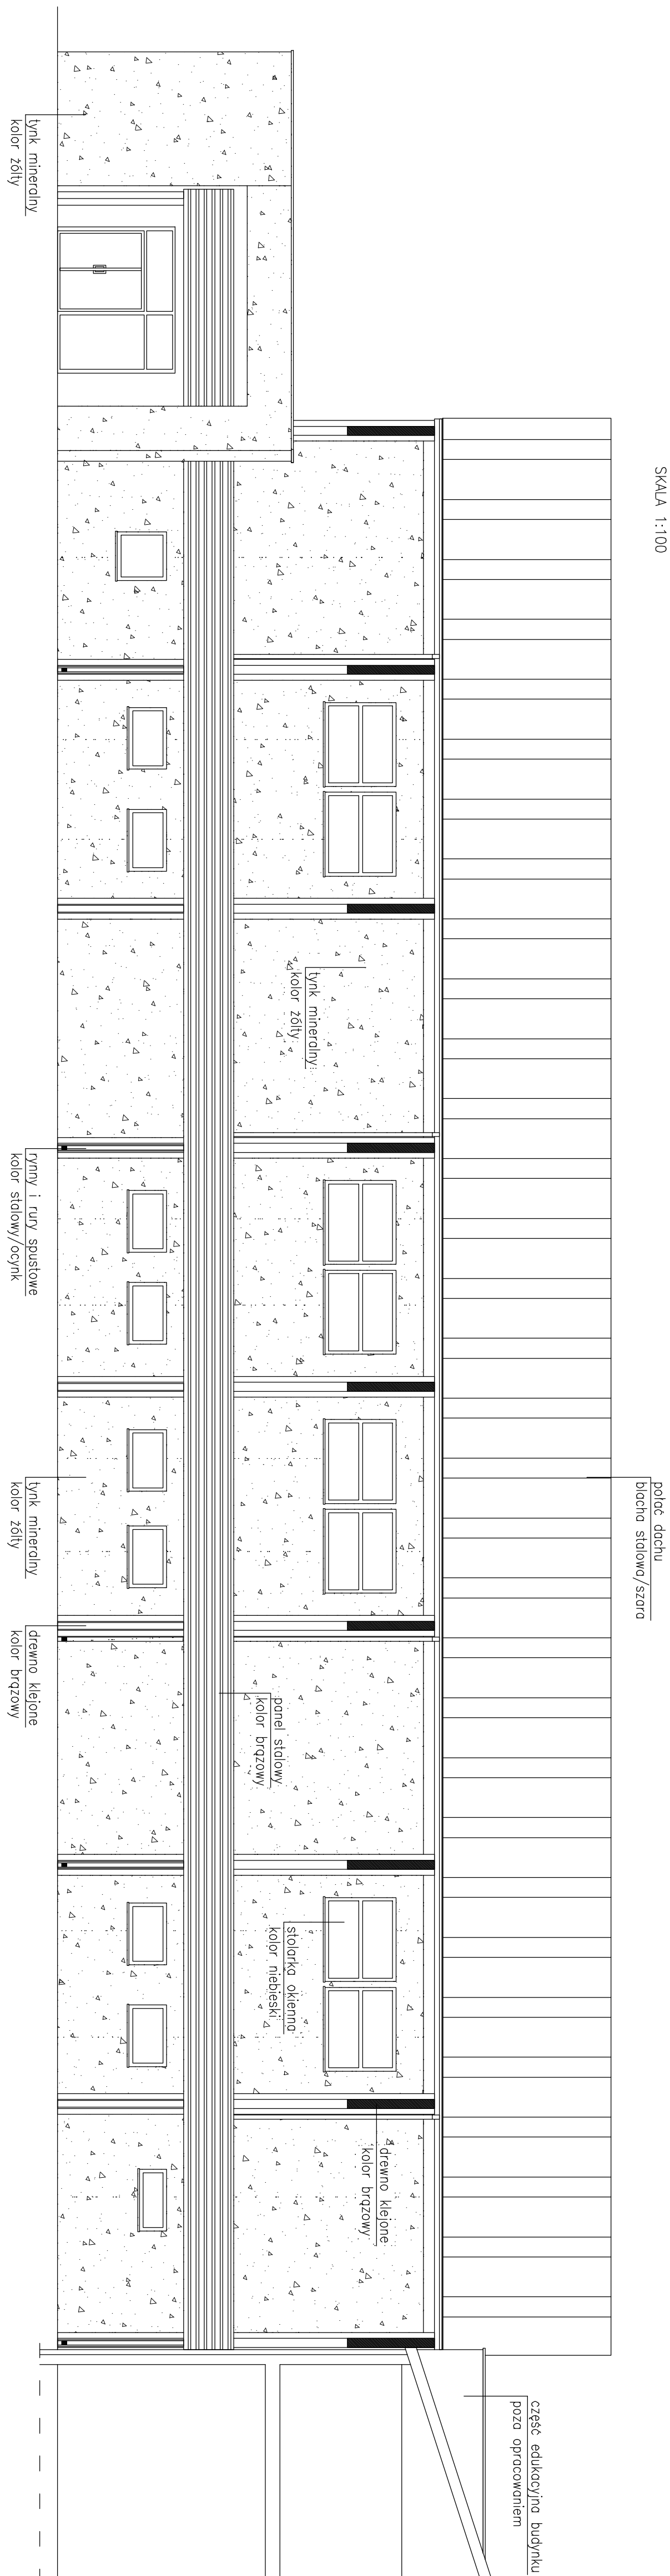 SKALA 1:100
połać dachu
blacha stalowa/szara
część edukacyjna budynku
poza opracowaniem
drewno klejone
kolor brązowy
tynk mineralny
kolor żółty
stolarka okienna
kolor niebieski
panel stalowy
kolor brązowy
tynk mineralny
kolor żółty
rynny i rury spustowe
kolor stalowy/ocynk
tynk mineralny
kolor żółty
drewno klejone
kolor brązowy